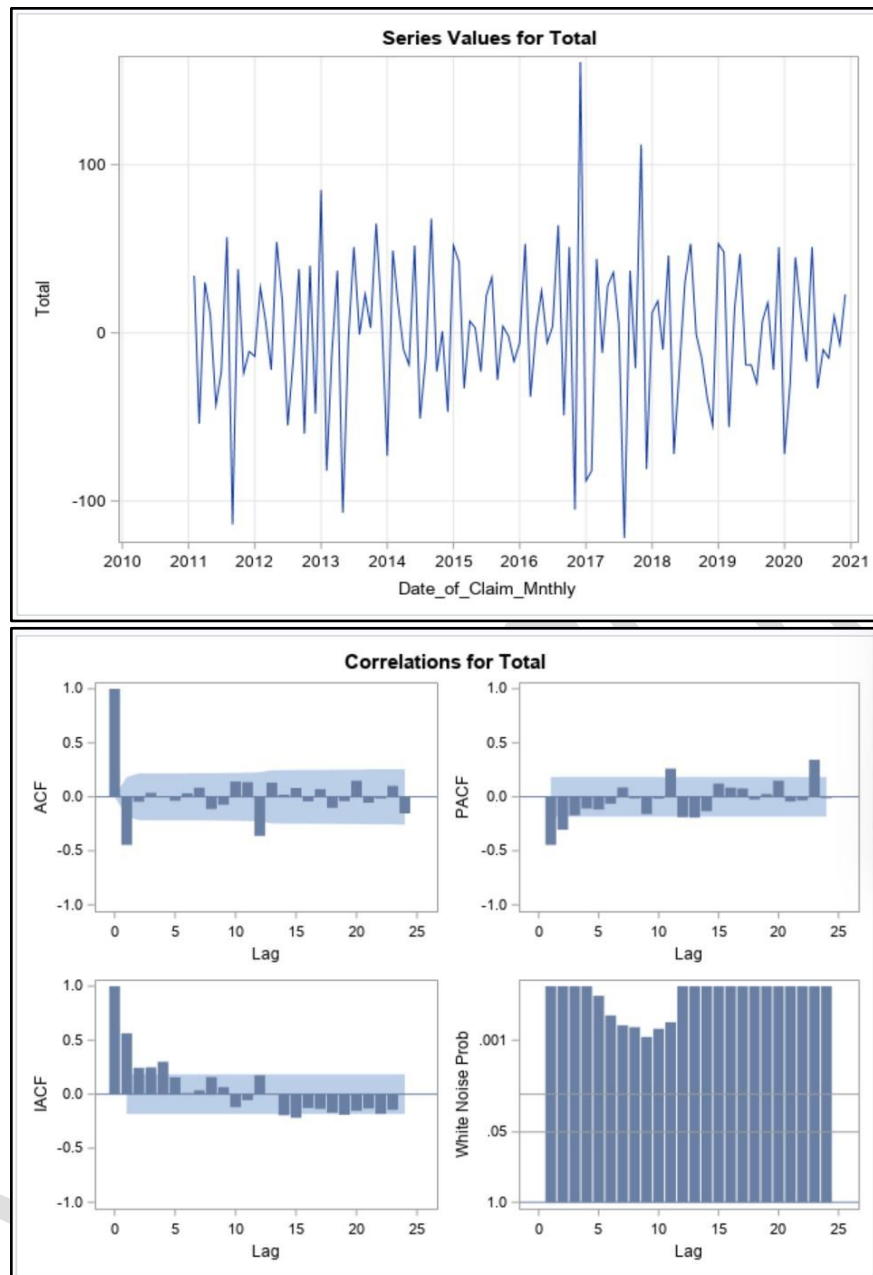 Series Values for Total
100
0
-100
Total
2010 2011 2012 2013 2014 2015 2016 2017 2018 2019 2020 2021
Date_of_Claim_Mnthly
Correlations for Total
1.0
0.5
0.0
-0.5
-1.0
ACF
0 5 10 15 20 25
Lag
1.0
0.5
0.0
-0.5
-1.0
PACF
0 5 10 15 20 25
Lag
1.0
0.5
0.0
-0.5
-1.0
IACF
0 5 10 15 20 25
Lag
.001
.05
1.0
White Noise Prob
0 5 10 15 20 25
Lag